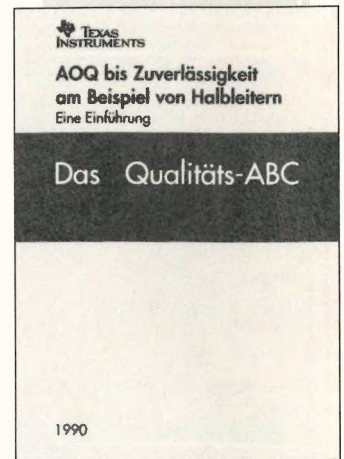 TEXAS
INSTRUMENTS
AOQ bis Zuverlässigkeit
am Beispiel von Halbleitern
Eine Einführung
Das Qualitäts-ABC
1990